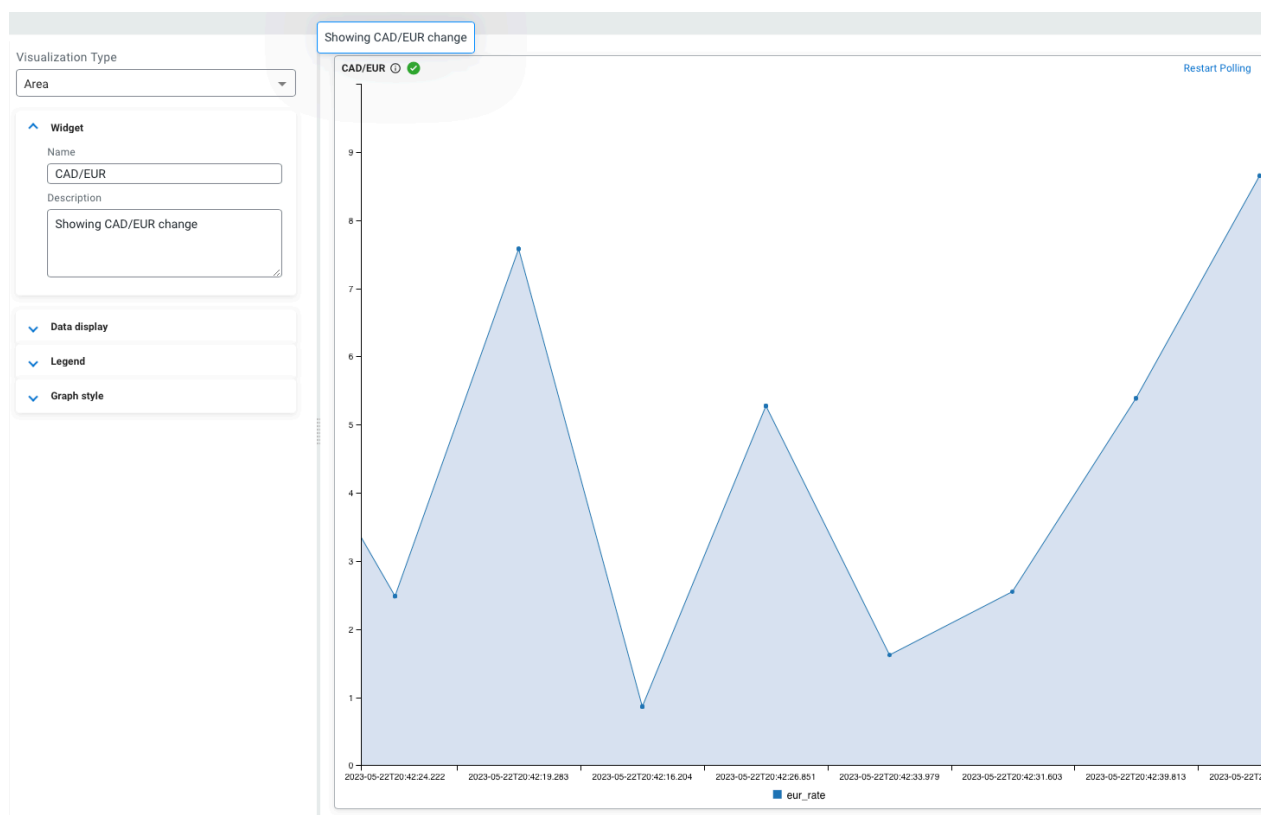 Showing CAD/EUR change
Visualization Type
Area
Widget
Name
CAD/EUR
Description
Showing CAD/EUR change
Data display
Legend
Graph style
CAD/EUR
Restart Polling
9
8
7
6
5
4
3
2
1
0
2023-05-22T20:42:24.222 2023-05-22T20:42:19.283 2023-05-22T20:42:16.204 2023-05-22T20:42:26.851 2023-05-22T20:42:33.979 2023-05-22T20:42:31.603 2023-05-22T20:42:39.813 2023-05-22T2
eur_rate